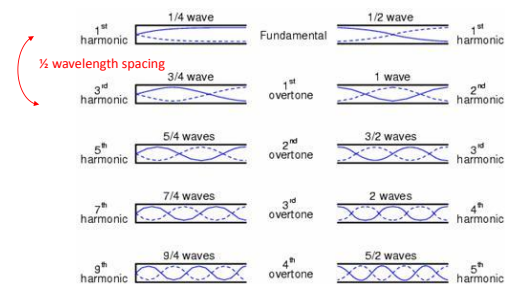 1/4 wave
1/2 wave
1st
harmonic
Fundamental
1st
harmonic
½ wavelength spacing
3/4 wave
1 wave
3rd
harmonic
1st
overtone
2nd
harmonic
5/4 waves
3/2 waves
5th
harmonic
2nd
overtone
3rd
harmonic
7/4 waves
2 waves
7th
harmonic
3rd
overtone
4th
harmonic
9/4 waves
5/2 waves
9th
harmonic
4th
overtone
5th
harmonic